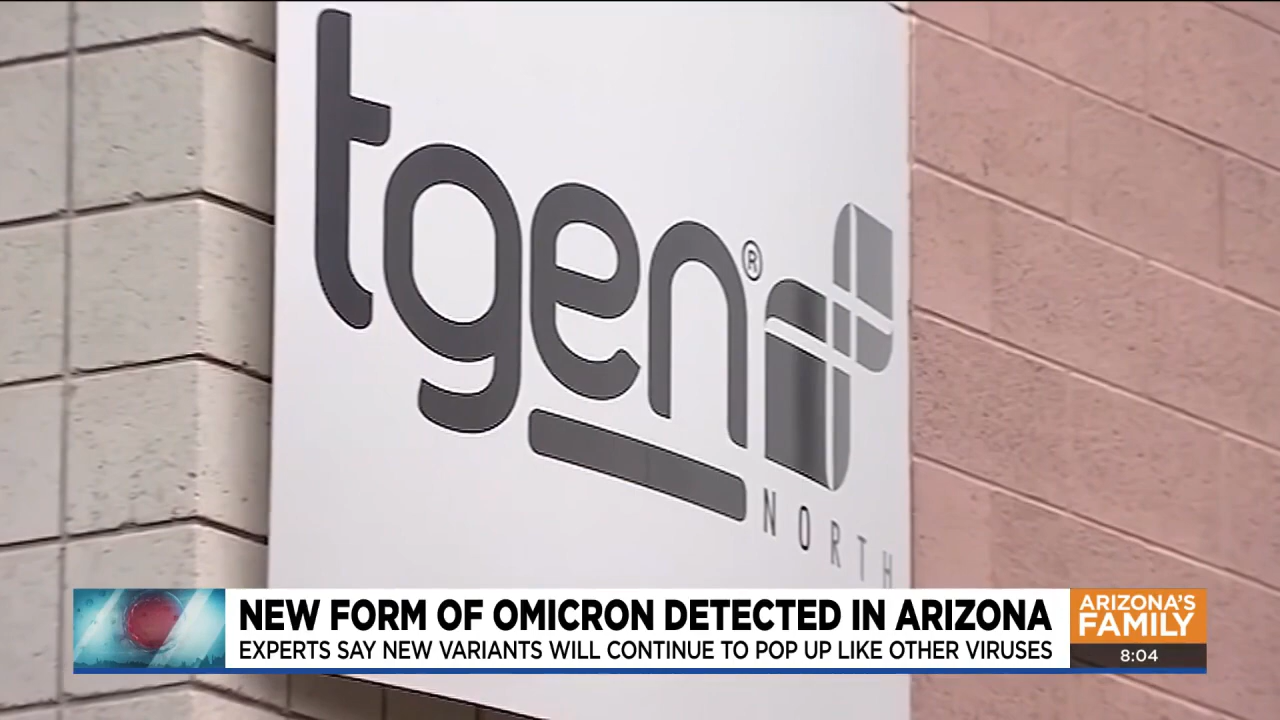 tgen®
NORTH
NEW FORM OF OMICRON DETECTED IN ARIZONA
EXPERTS SAY NEW VARIANTS WILL CONTINUE TO POP UP LIKE OTHER VIRUSES
ARIZONA'S
FAMILY
8:04